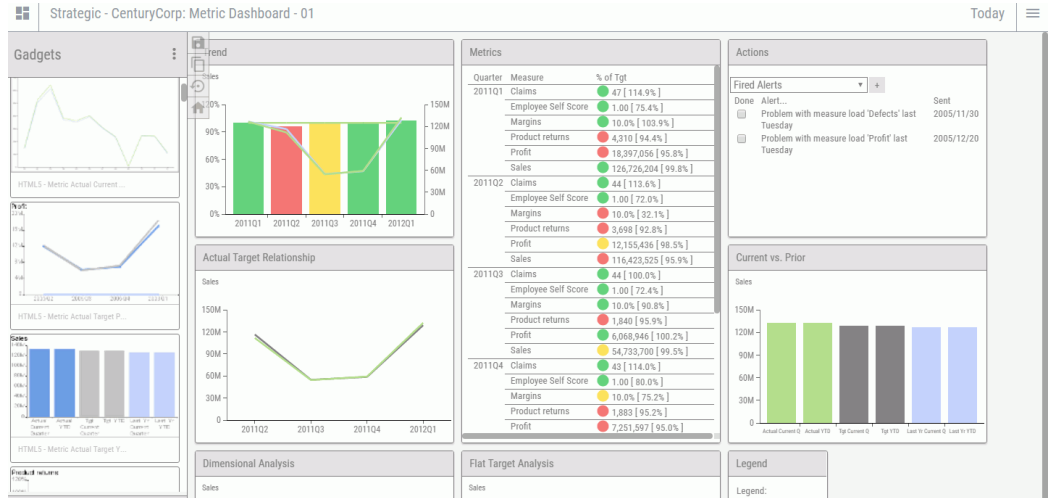 Strategic - CenturyCorp: Metric Dashboard - 01
Today
Gadgets
HTML5 - Metric Actual Current ...
Profit
HTML5 - Metric Actual Target P...
Sales
HTML5 - Metric Actual Target Y...
Product returns
Trend
Sales
120%
90%
60%
30%
0%
150M
120M
90M
60M
30M
0
2011Q1 2011Q2 2011Q3 2011Q4 2012Q1
Actual Target Relationship
Sales
150M
120M
90M
60M
30M
0
2011Q2 2011Q3 2011Q4 2012Q1
Dimensional Analysis
Sales
Metrics
Quarter Measure % of Tgt
2011Q1 Claims 47 [ 114.9% ]
Employee Self Score 1.00 [ 75.4% ]
Margins 10.0% [ 103.9% ]
Product returns 4,310 [ 94.4% ]
Profit 18,397,056 [ 95.8% ]
Sales 126,726,204 [ 99.8% ]
2011Q2 Claims 44 [ 113.6% ]
Employee Self Score 1.00 [ 72.0% ]
Margins 10.0% [ 32.1% ]
Product returns 3,698 [ 92.8% ]
Profit 12,155,436 [ 98.5% ]
Sales 116,423,525 [ 95.9% ]
2011Q3 Claims 44 [ 100.0% ]
Employee Self Score 1.00 [ 72.4% ]
Margins 10.0% [ 90.8% ]
Product returns 1,840 [ 95.9% ]
Profit 6,068,946 [ 100.2% ]
Sales 54,733,700 [ 99.5% ]
2011Q4 Claims 43 [ 114.0% ]
Employee Self Score 1.00 [ 80.0% ]
Margins 10.0% [ 75.2% ]
Product returns 1,883 [ 95.2% ]
Profit 7,251,597 [ 95.0% ]
Flat Target Analysis
Sales
Actions
Fired Alerts
+
Done Alert... Sent
Problem with measure load 'Defects' last 2005/11/30
Tuesday
Problem with measure load 'Profit' last 2005/12/20
Tuesday
Current vs. Prior
Sales
150M
120M
90M
60M
30M
0
Actual Current Q Actual YTD Tgt Current Q Tgt YTD Last Yr Current Q Last Yr YTD
Legend
Legend: